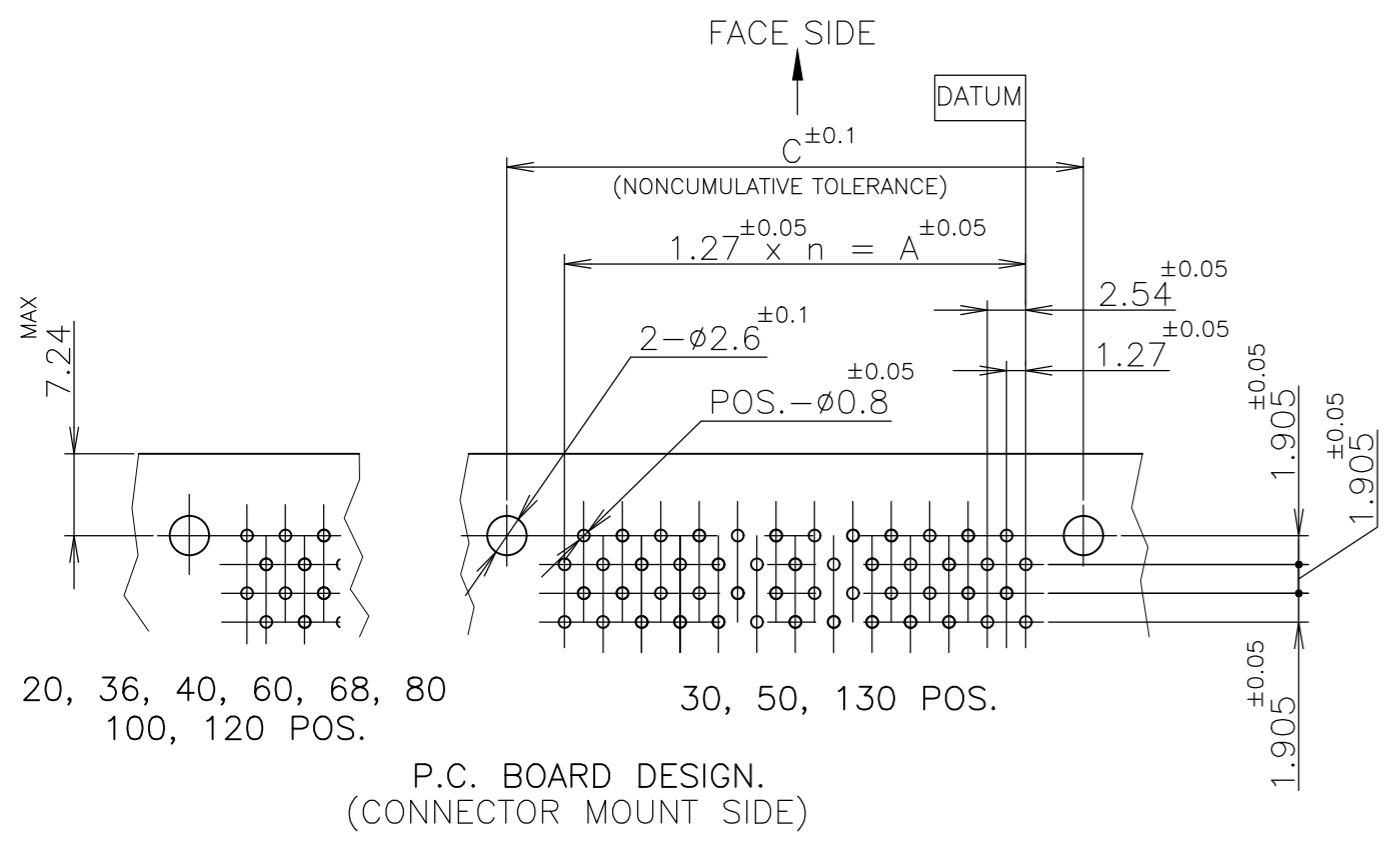 FACE SIDE
DATUM
C±0.1
(NONCUMULATIVE TOLERANCE)
1.27±0.05 x n = A±0.05
2.54±0.05
2-ø2.6±0.1
1.27±0.05
7.24 MAX
POS.-ø0.8±0.05
1.905±0.05
1.905±0.05
1.905±0.05
20, 36, 40, 60, 68, 80
100, 120 POS.
30, 50, 130 POS.
P.C. BOARD DESIGN.
(CONNECTOR MOUNT SIDE)